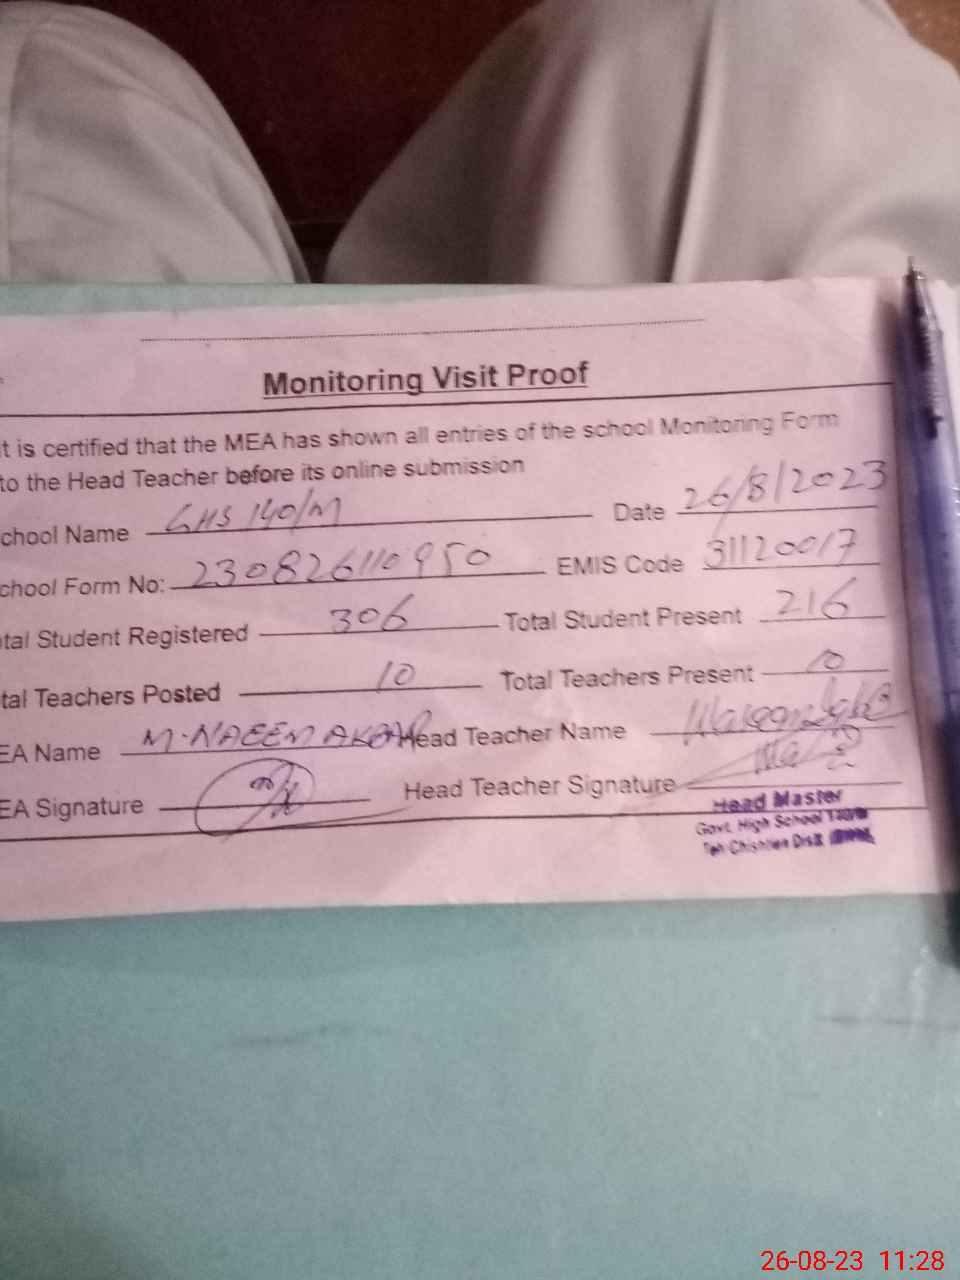 Monitoring Visit Proof
t is certified that the MEA has shown all entries of the school Monitoring Form
to the Head Teacher before its online submission
chool Name GHS 140/M Date 26/8/2023
chool Form No: 230826110950 EMIS Code 31120017
tal Student Registered 306 Total Student Present 216
tal Teachers Posted 10 Total Teachers Present 10
EA Name M. NAEEM AKBAR Head Teacher Name
EA Signature Head Teacher Signature
Head Master
Govt. High School
Teh Chishtian Distt.
26-08-23 11:28